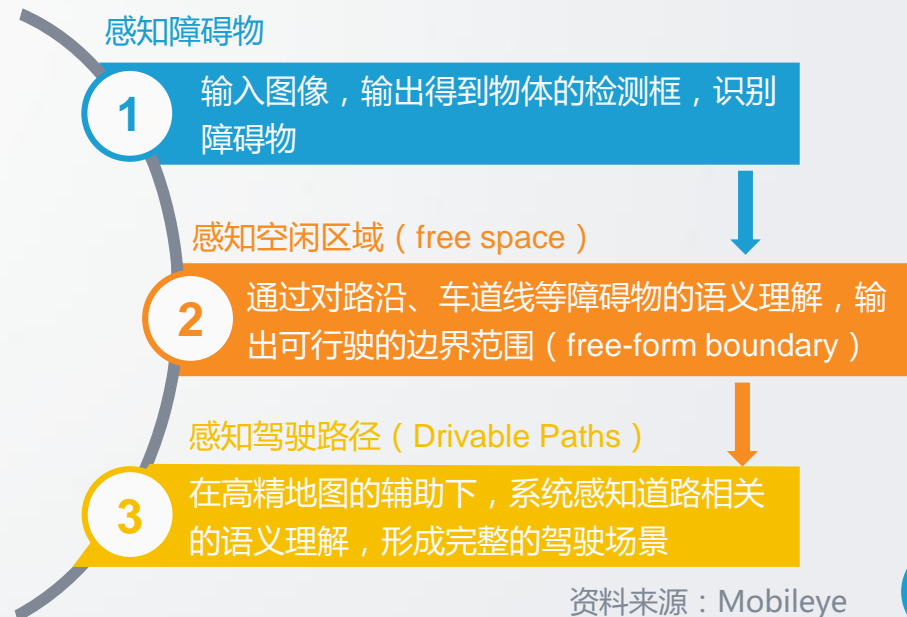 感知障碍物
1
输入图像，输出得到物体的检测框，识别
障碍物
感知空闲区域（free space）
2
通过对路沿、车道线等障碍物的语义理解，输
出可行驶的边界范围（free-form boundary）
感知驾驶路径（Drivable Paths）
3
在高精地图的辅助下，系统感知道路相关
的语义理解，形成完整的驾驶场景
资料来源：Mobileye